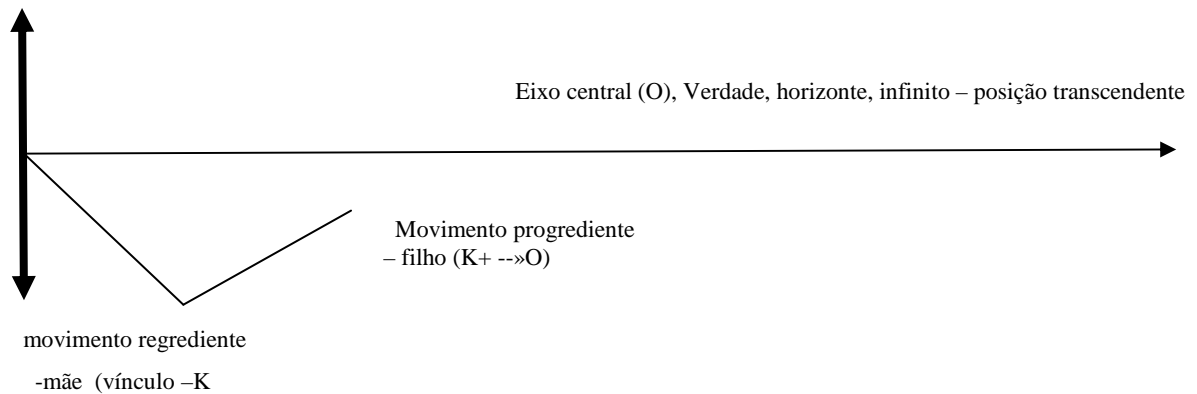 Eixo central (O), Verdade, horizonte, infinito – posição transcendente
Movimento progrediente
– filho (K+ --»O)
movimento regrediente
-mãe (vínculo –K